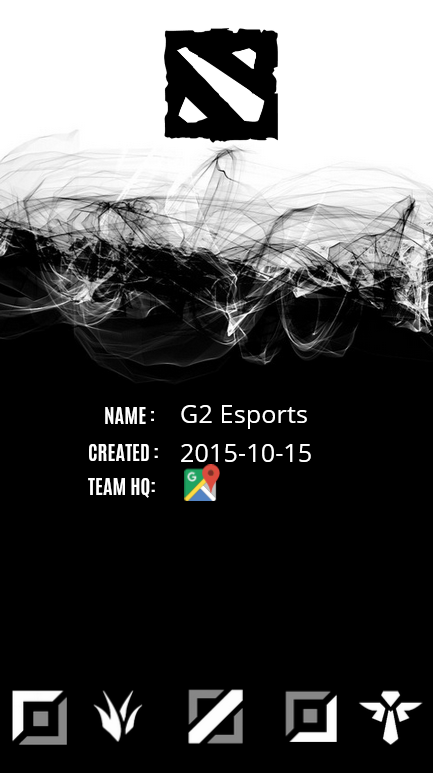 NAME : G2 Esports
CREATED : 2015-10-15
TEAM HQ: G